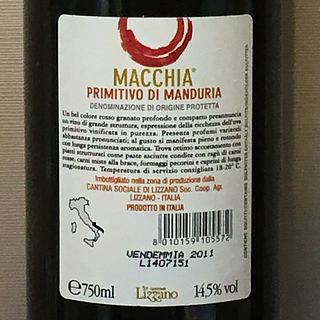 MACCHIA®
PRIMITIVO DI MANDURIA
DENOMINAZIONE DI ORIGINE PROTETTA
Un bel colore rosso granato profondo e compatto preannuncia
un vino di grande struttura, espressione della ricchezza dell'uva
primitivo vinificata in purezza. Presenta profumi varietali
abbastanza pronunciati; al gusto si manifesta pieno e rotondo
con lunga persistenza aromatica. Trova ottimo accostamento con
piatti strutturati come paste asciutte condite con ragù di carni
rosse, carni miste alla brace, formaggi pecorini e caprini di lunga
stagionatura. Temperatura di servizio consigliata 18-20° C.
Imbottigliato nella zona di produzione dalla
CANTINA SOCIALE DI LIZZANO Soc. Coop. Agr.
LIZZANO - ITALIA
PRODOTTO IN ITALIA
8 010159 105572
VENDEMMIA 2011
L1407151
e 750ml
Lizzano
14,5% vol